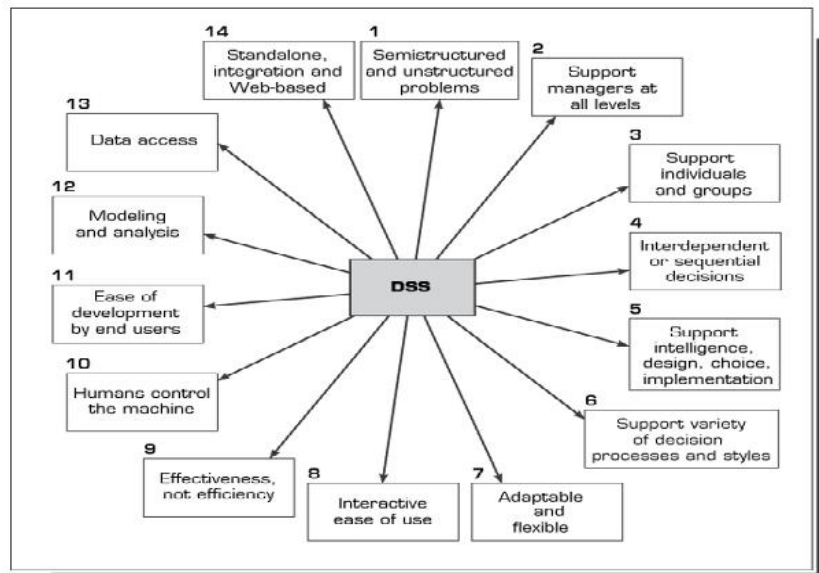 14
Standalone,
integration and
Web-based
1
Semistructured
and unstructured
problems
2
Support
managers at
all levels
3
Support
individuals
and groups
4
Interdependent
or sequential
decisions
5
Support
intelligence,
design, choice,
implementation
6
Support variety
of decision
processes and styles
7
Adaptable
and
flexible
8
Interactive
ease of use
9
Effectiveness,
not efficiency
10
Humans control
the machine
11
Ease of
development
by end users
12
Modeling
and analysis
13
Data access
DSS